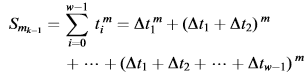 $S_{m_{k-1}} = \sum_{i=0}^{w-1} t_i^m = \Delta t_1^m + (\Delta t_1 + \Delta t_2)^m$
$+ \cdots + (\Delta t_1 + \Delta t_2 + \cdots + \Delta t_{w-1})^m$